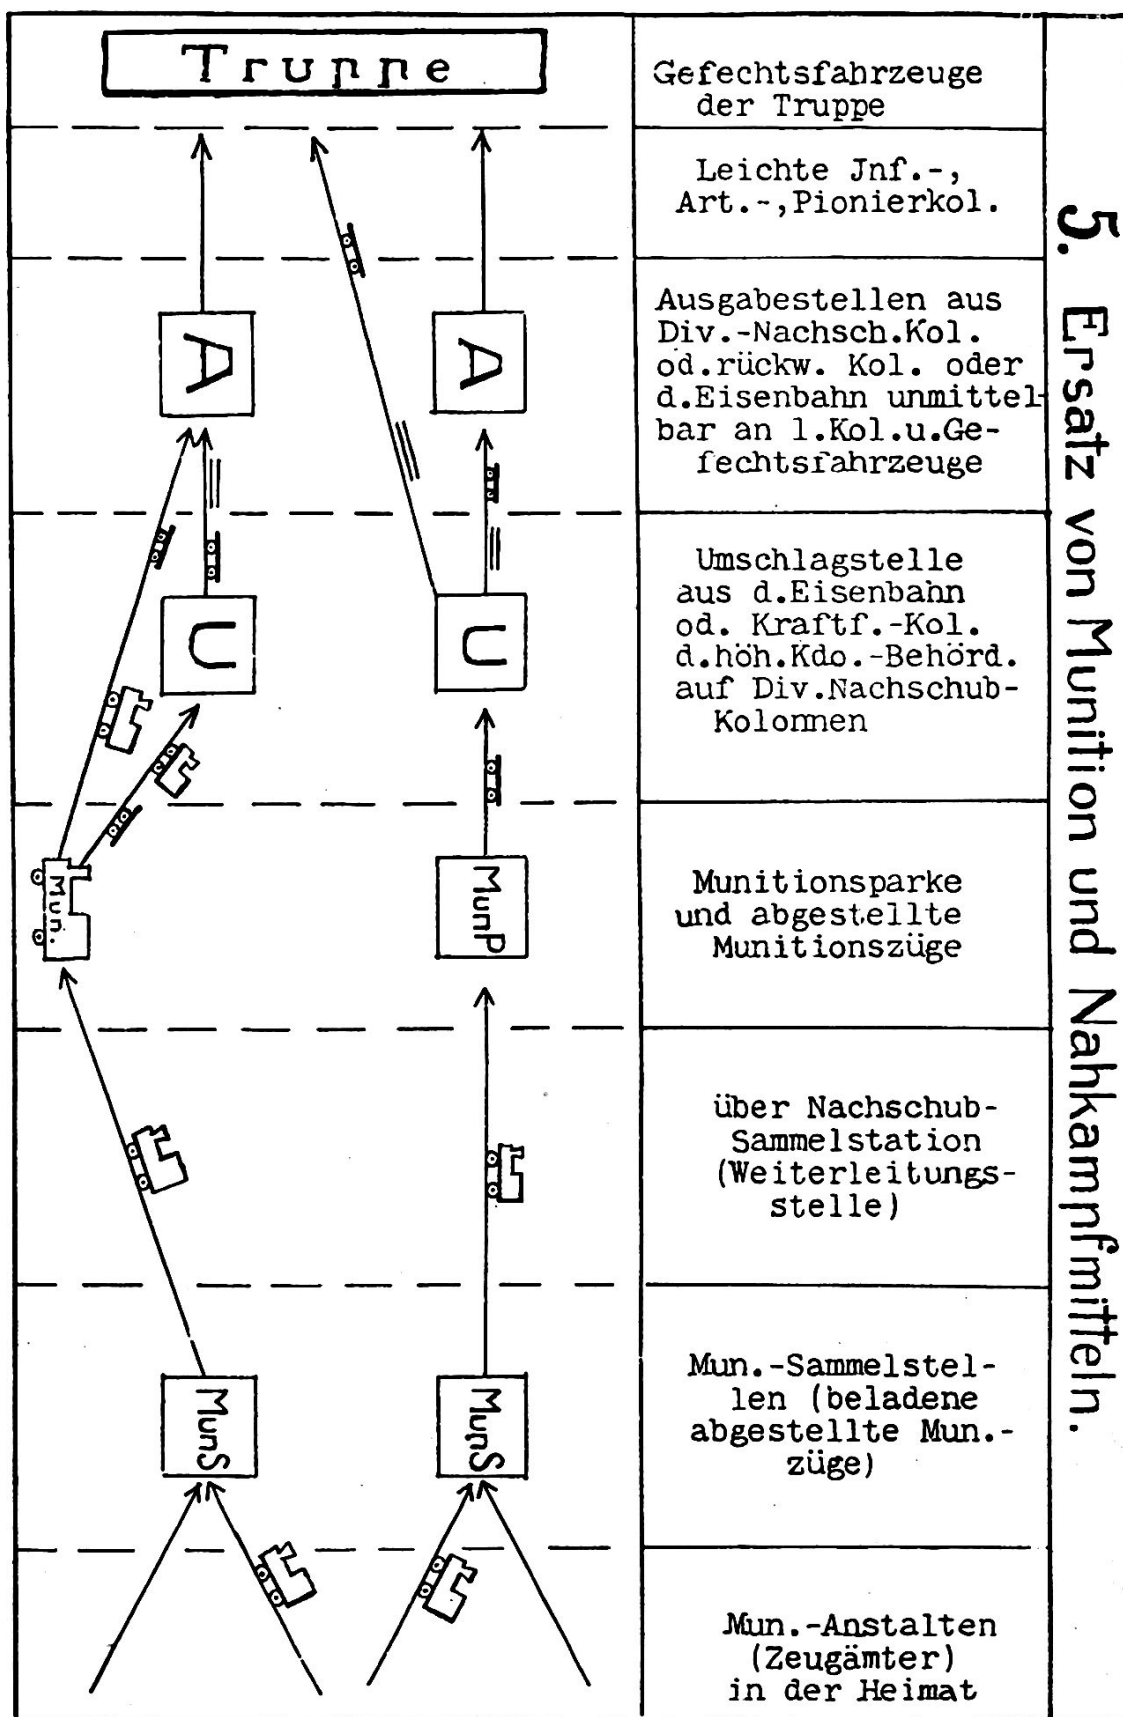 5. Ersatz von Munition und Nahkampfmitteln.
Truppe
Gefechtsfahrzeuge
der Truppe
Leichte Jnf.-,
Art.-,Pionierkol.
A
A
Ausgabestellen aus
Div.-Nachsch.Kol.
od.rückw. Kol. oder
d.Eisenbahn unmittel-
bar an l.Kol.u.Ge-
fechtsfahrzeuge
U
U
Umschlagstelle
aus d.Eisenbahn
od. Kraftf.-Kol.
d.höh.Kdo.-Behörd.
auf Div.Nachschub-
Kolonnen
Mun.
MunP
Munitionsparke
und abgestellte
Munitionszüge
über Nachschub-
Sammelstation
(Weiterleitungs-
stelle)
MunS
MunS
Mun.-Sammelstel-
len (beladene
abgestellte Mun.-
züge)
Mun.-Anstalten
(Zeugämter)
in der Heimat